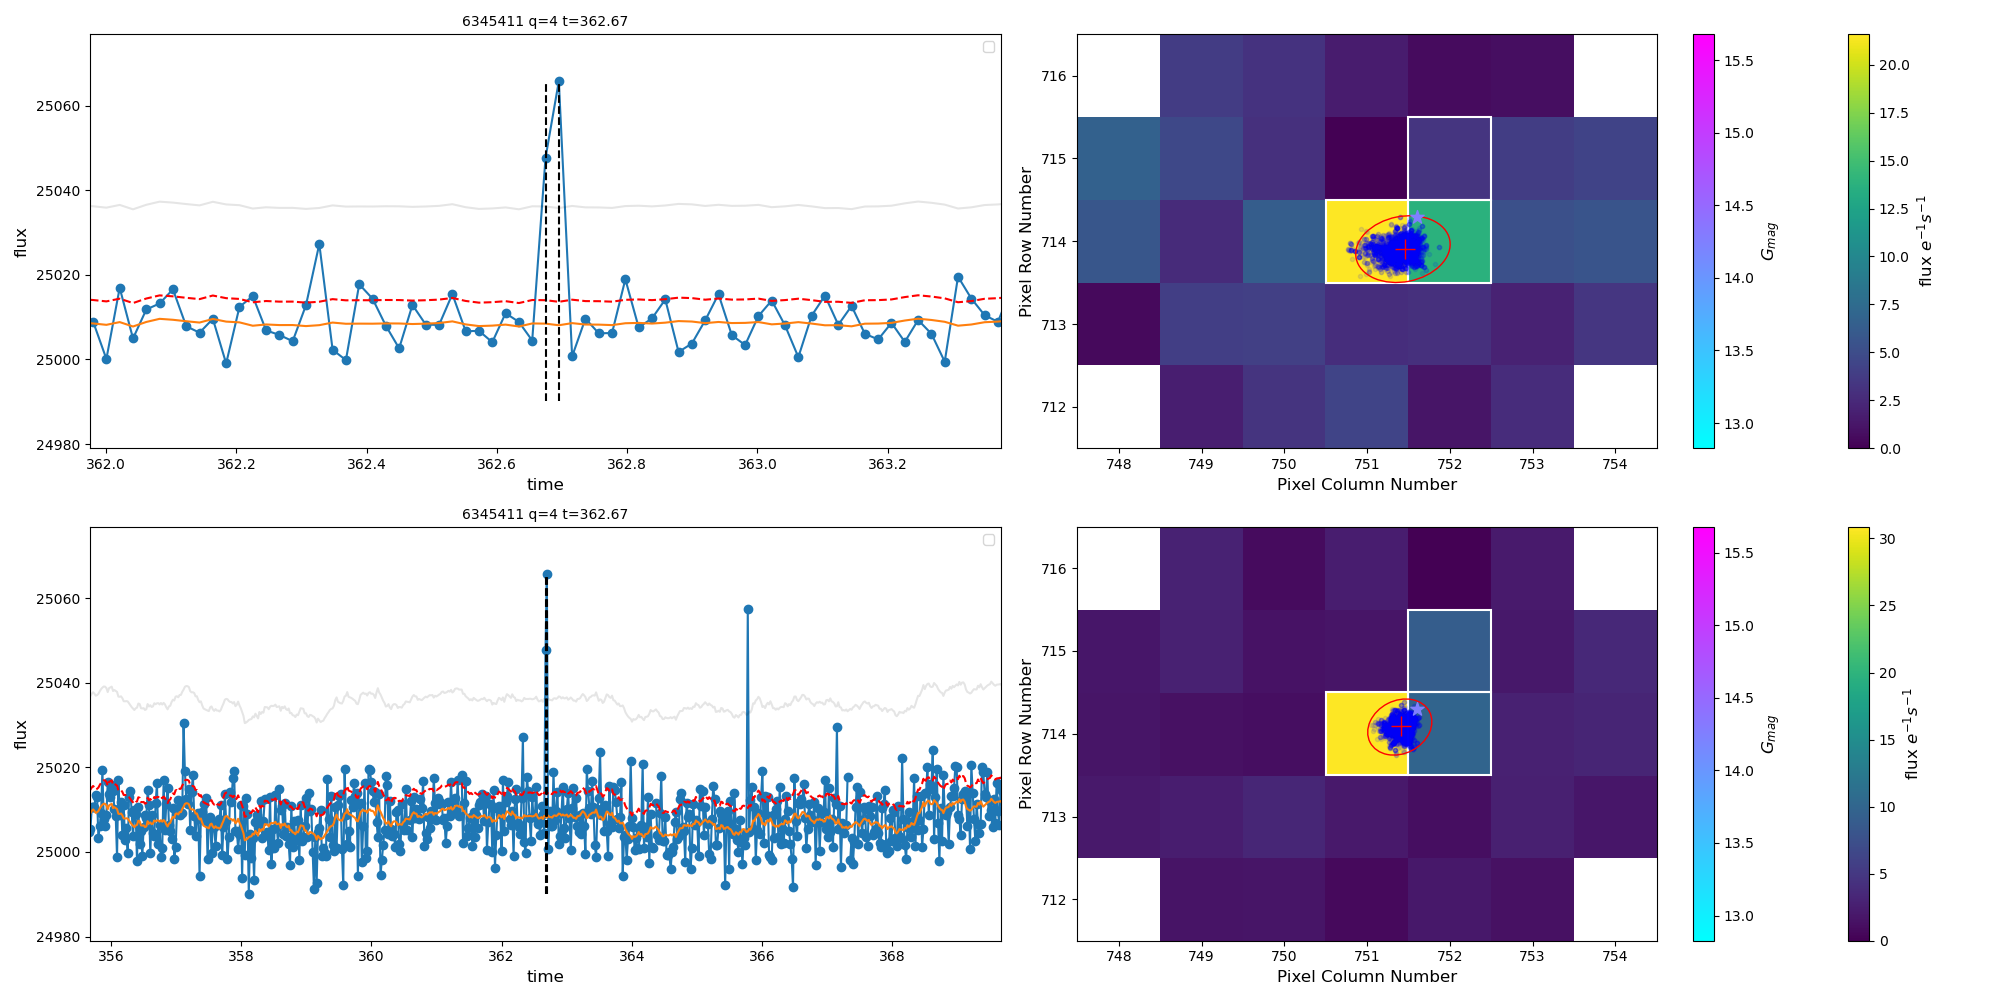 6345411 q=4 t=362.67
flux
25060
25040
25020
25000
24980
362.0 362.2 362.4 362.6 362.8 363.0 363.2
time
Pixel Row Number
716
715
714
713
712
748 749 750 751 752 753 754
Pixel Column Number
15.5
15.0
14.5
14.0
13.5
13.0
Gmag
20.0
17.5
15.0
12.5
10.0
7.5
5.0
2.5
0.0
flux e⁻¹s⁻¹
6345411 q=4 t=362.67
flux
25060
25040
25020
25000
24980
356 358 360 362 364 366 368
time
Pixel Row Number
716
715
714
713
712
748 749 750 751 752 753 754
Pixel Column Number
15.5
15.0
14.5
14.0
13.5
13.0
Gmag
30
25
20
15
10
5
0
flux e⁻¹s⁻¹